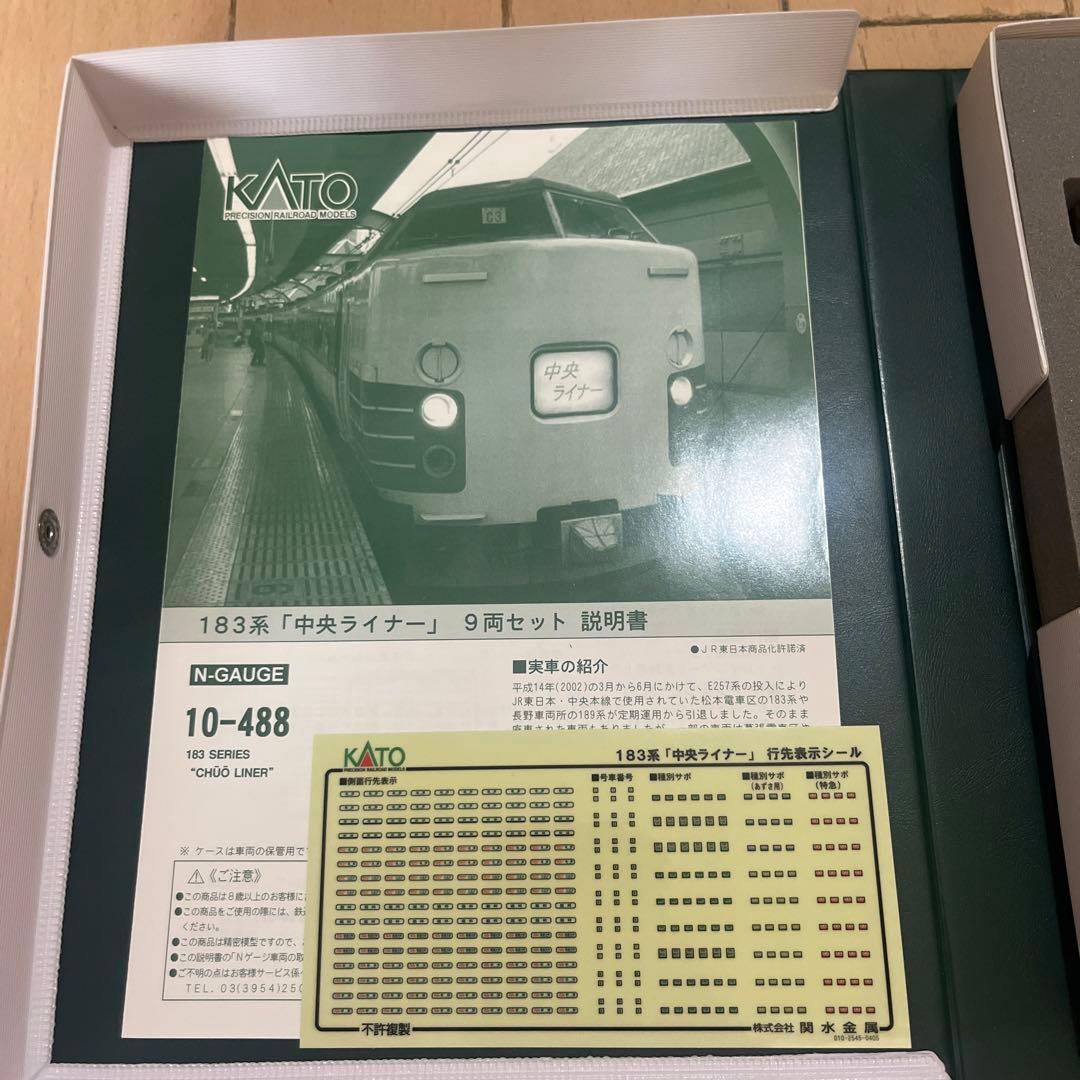 KATO
PRECISION RAILROAD MODELS
C3
中央
ライナー
183系「中央ライナー」 9両セット 説明書
●JR東日本商品化許諾済
N-GAUGE
10-488
183 SERIES
"CHŪŌ LINER"
■実車の紹介
平成14年(2002)の3月から6月にかけて、E257系の投入により
JR東日本・中央本線で使用されていた松本電車区の183系や
長野車両所の189系が定期運用から引退しました。そのまま
※ ケースは車両の保管用で
⚠《ご注意》
●この商品は8歳以上のお客様に
●この商品をご使用の際には、鉄
ください。
●この商品は精密模型ですので、
●この説明書の「Nゲージ車両の取
●ご不明の点はお客様サービス係
TEL. 03(3954)250
KATO
PRECISION RAILROAD MODELS
183系「中央ライナー」 行先表示シール
■側面行先表示
■号車番号
■種別サボ
■種別サボ
(あずさ用)
■種別サボ
(特急)
不許複製
株式会社 関水金属
010-2545-0405